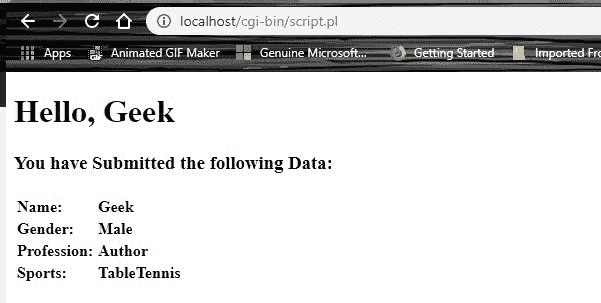 localhost/cgi-bin/script.pl
Apps Animated GIF Maker Genuine Microsoft... Getting Started Imported Fro
Hello, Geek
You have Submitted the following Data:
Name: Geek
Gender: Male
Profession: Author
Sports: TableTennis